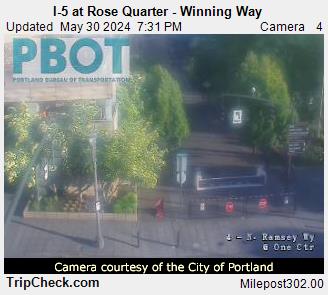 I-5 at Rose Quarter - Winning Way
Updated  May 30 2024  7:31 PM
Camera  4
PBOT
PORTLAND BUREAU OF TRANSPORTATION
4 - N. Ramsey Wy
@ One Ctr
Camera courtesy of the City of Portland
TripCheck.com
Milepost302.00